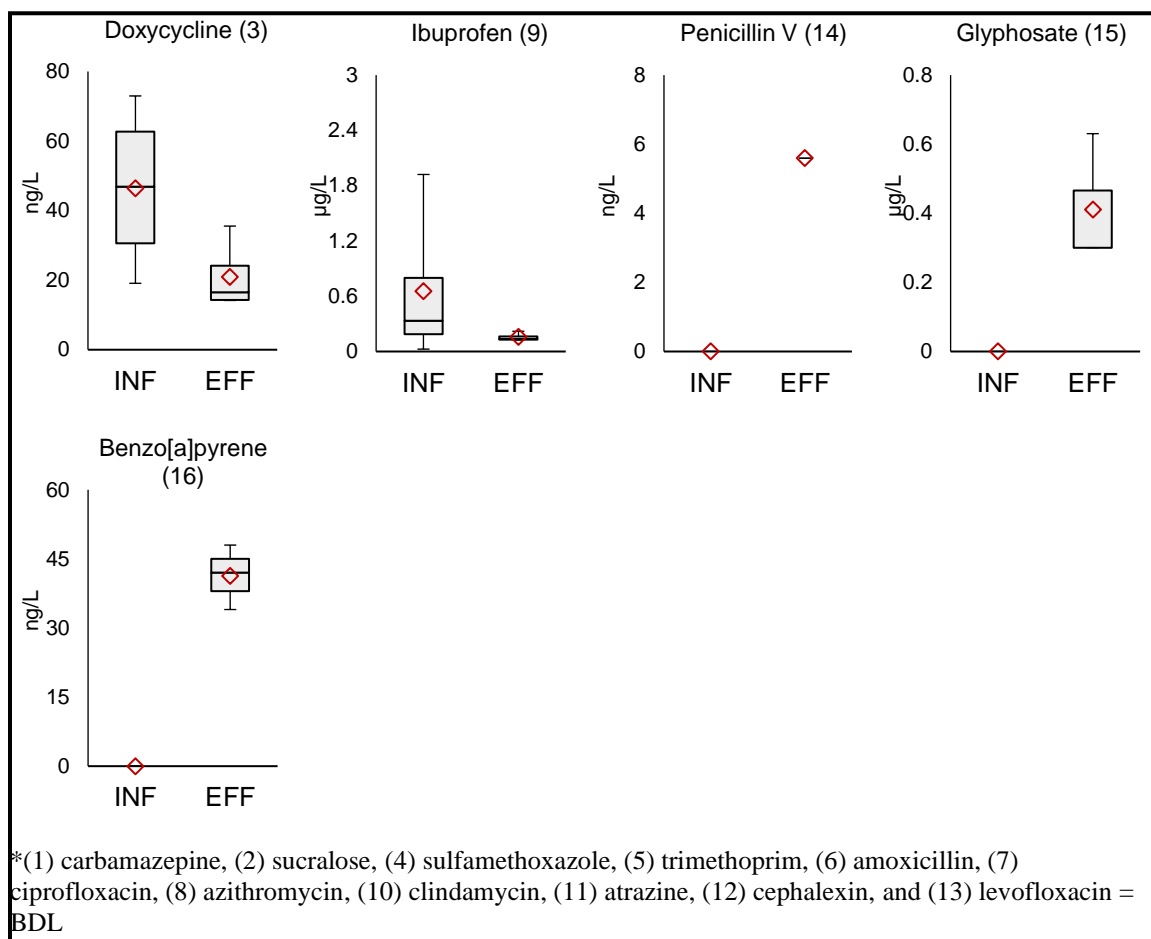 Doxycycline (3)
80
60
40
20
0
ng/L
INF EFF
Ibuprofen (9)
3
2.4
1.8
1.2
0.6
0
µg/L
INF EFF
Penicillin V (14)
8
6
4
2
0
ng/L
INF EFF
Glyphosate (15)
0.8
0.6
0.4
0.2
0
µg/L
INF EFF
Benzo[a]pyrene
(16)
60
45
30
15
0
ng/L
INF EFF
*(1) carbamazepine, (2) sucralose, (4) sulfamethoxazole, (5) trimethoprim, (6) amoxicillin, (7)
ciprofloxacin, (8) azithromycin, (10) clindamycin, (11) atrazine, (12) cephalexin, and (13) levofloxacin =
BDL